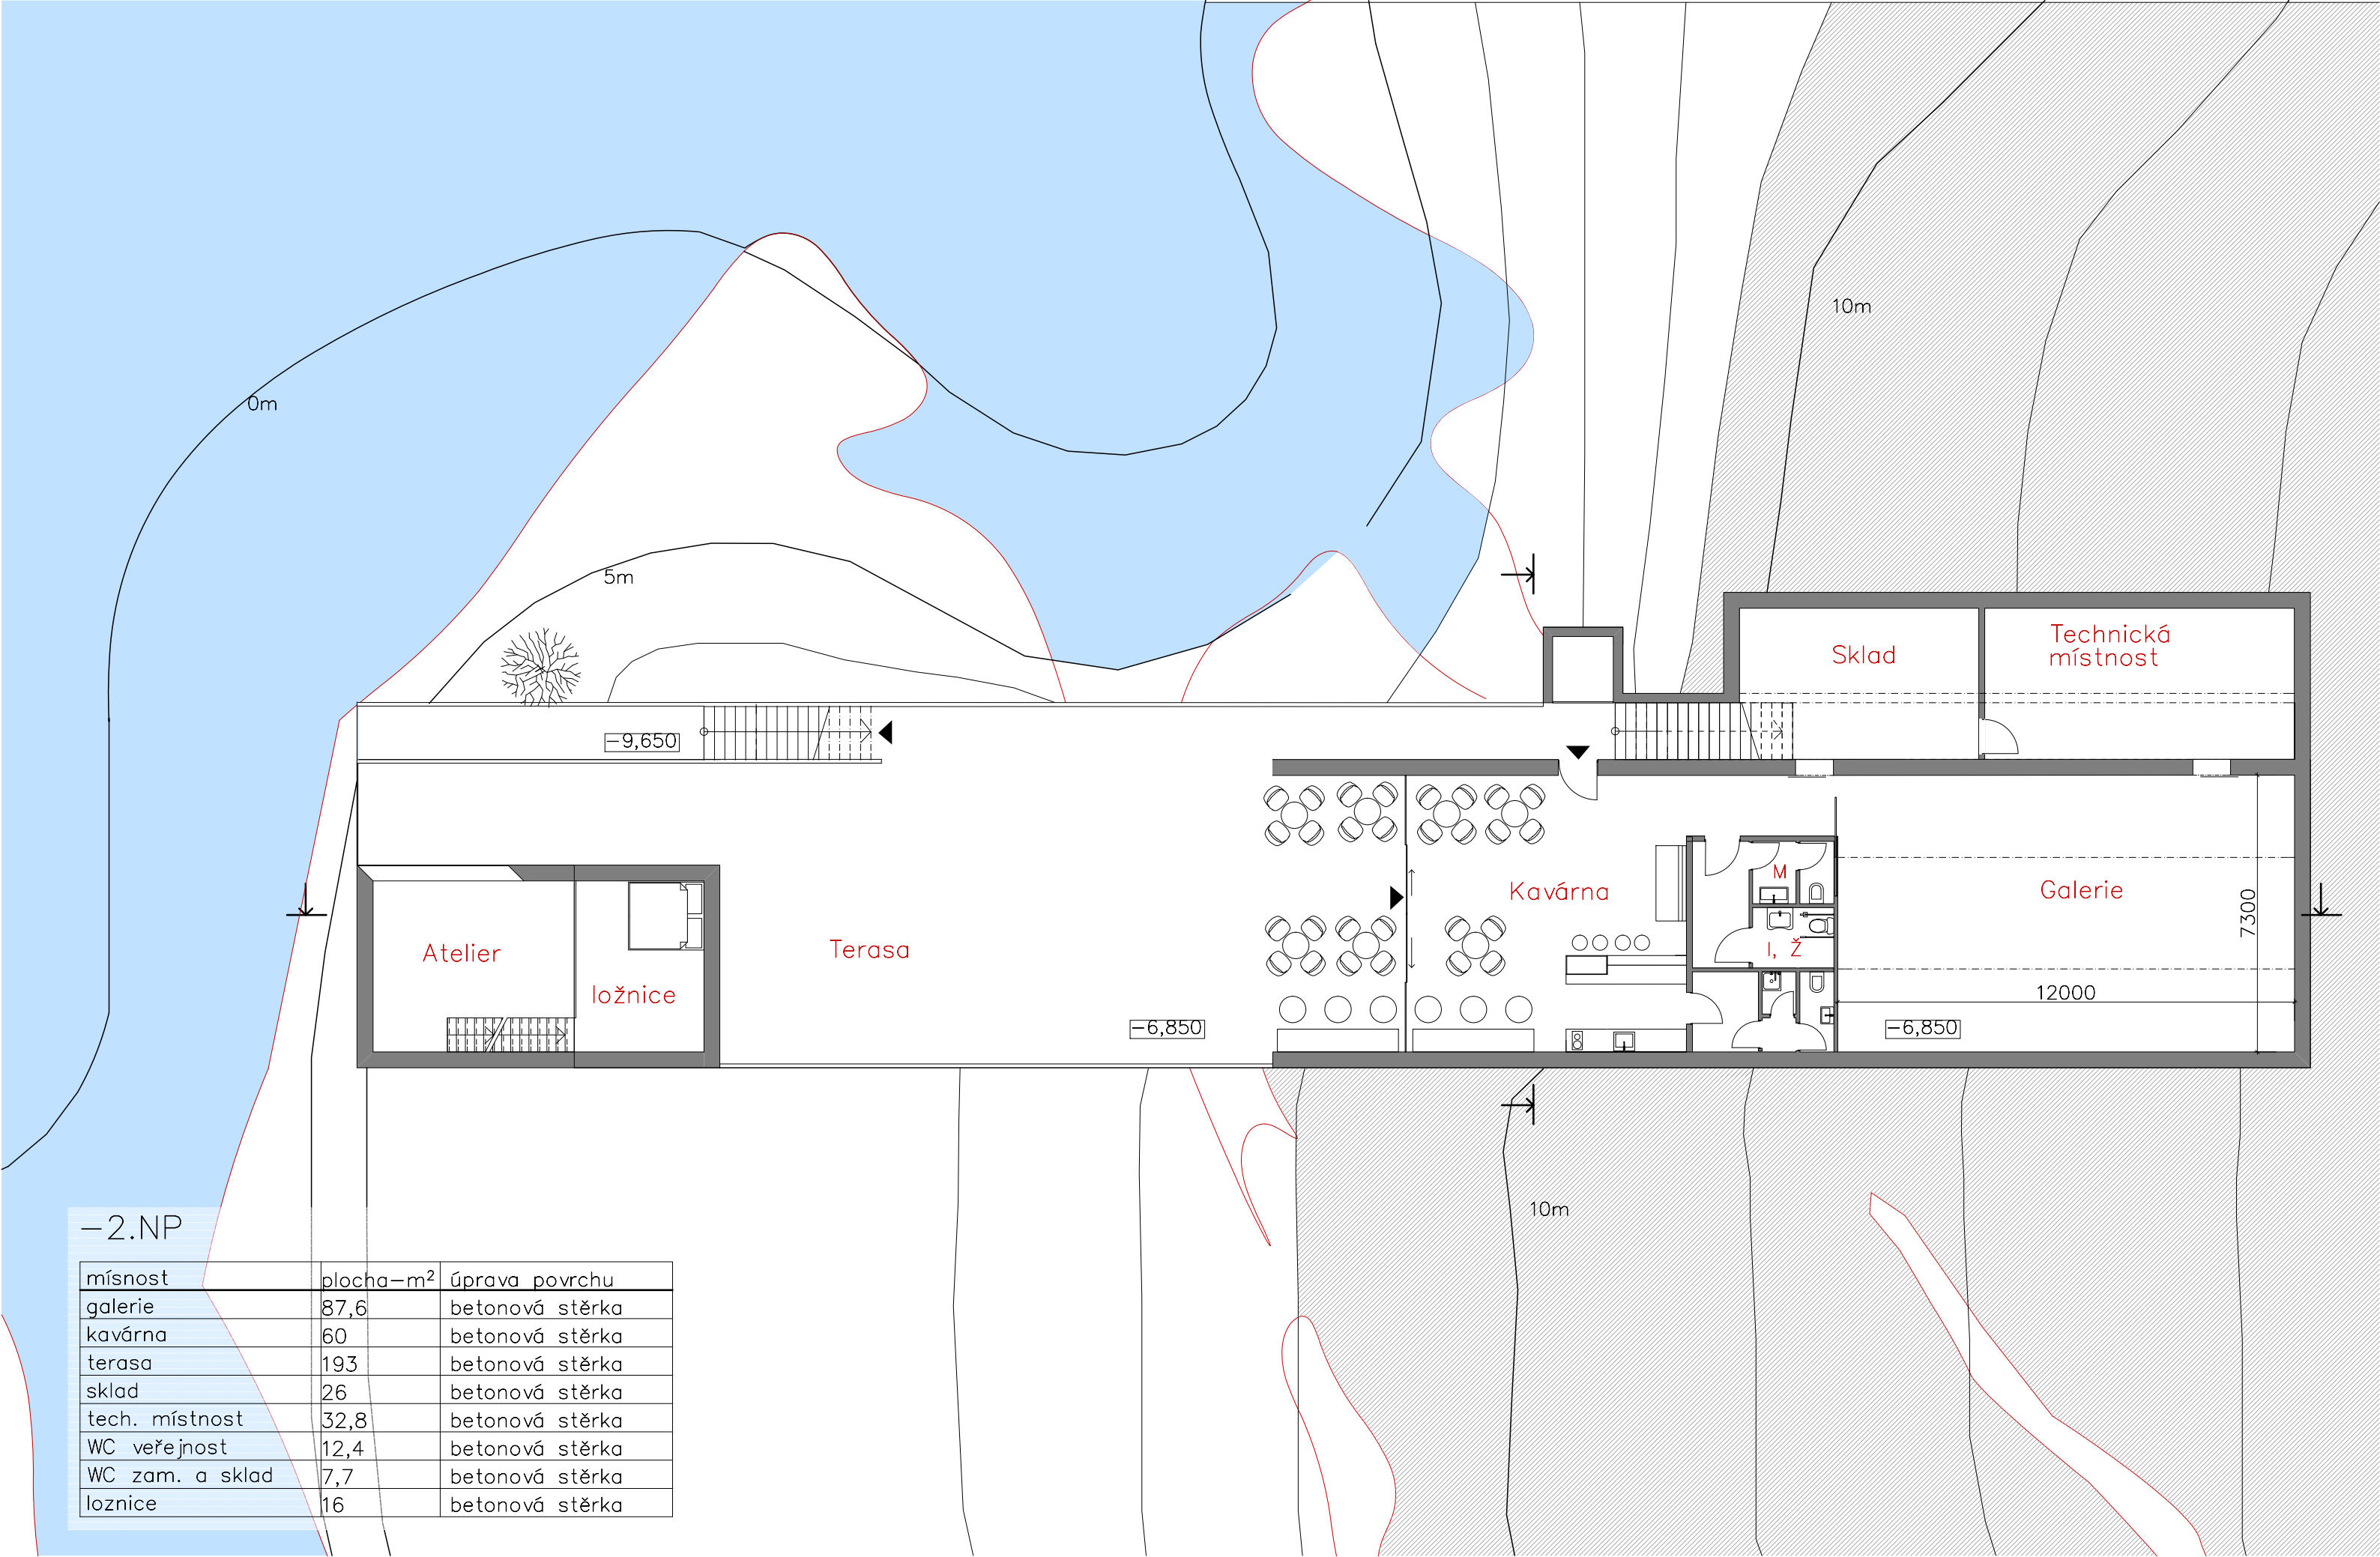 10m
0m
5m
Sklad
Technická
místnost
-9,650
M
Kavárna
Galerie
7300
Atelier
Terasa
I, Ž
ložnice
12000
-6,850
-6,850
10m
-2.NP
mísnost plocha-m² úprava povrchu
galerie 87,6 betonová stěrka
kavárna 60 betonová stěrka
terasa 193 betonová stěrka
sklad 26 betonová stěrka
tech. místnost 32,8 betonová stěrka
WC veřejnost 12,4 betonová stěrka
WC zam. a sklad 7,7 betonová stěrka
loznice 16 betonová stěrka